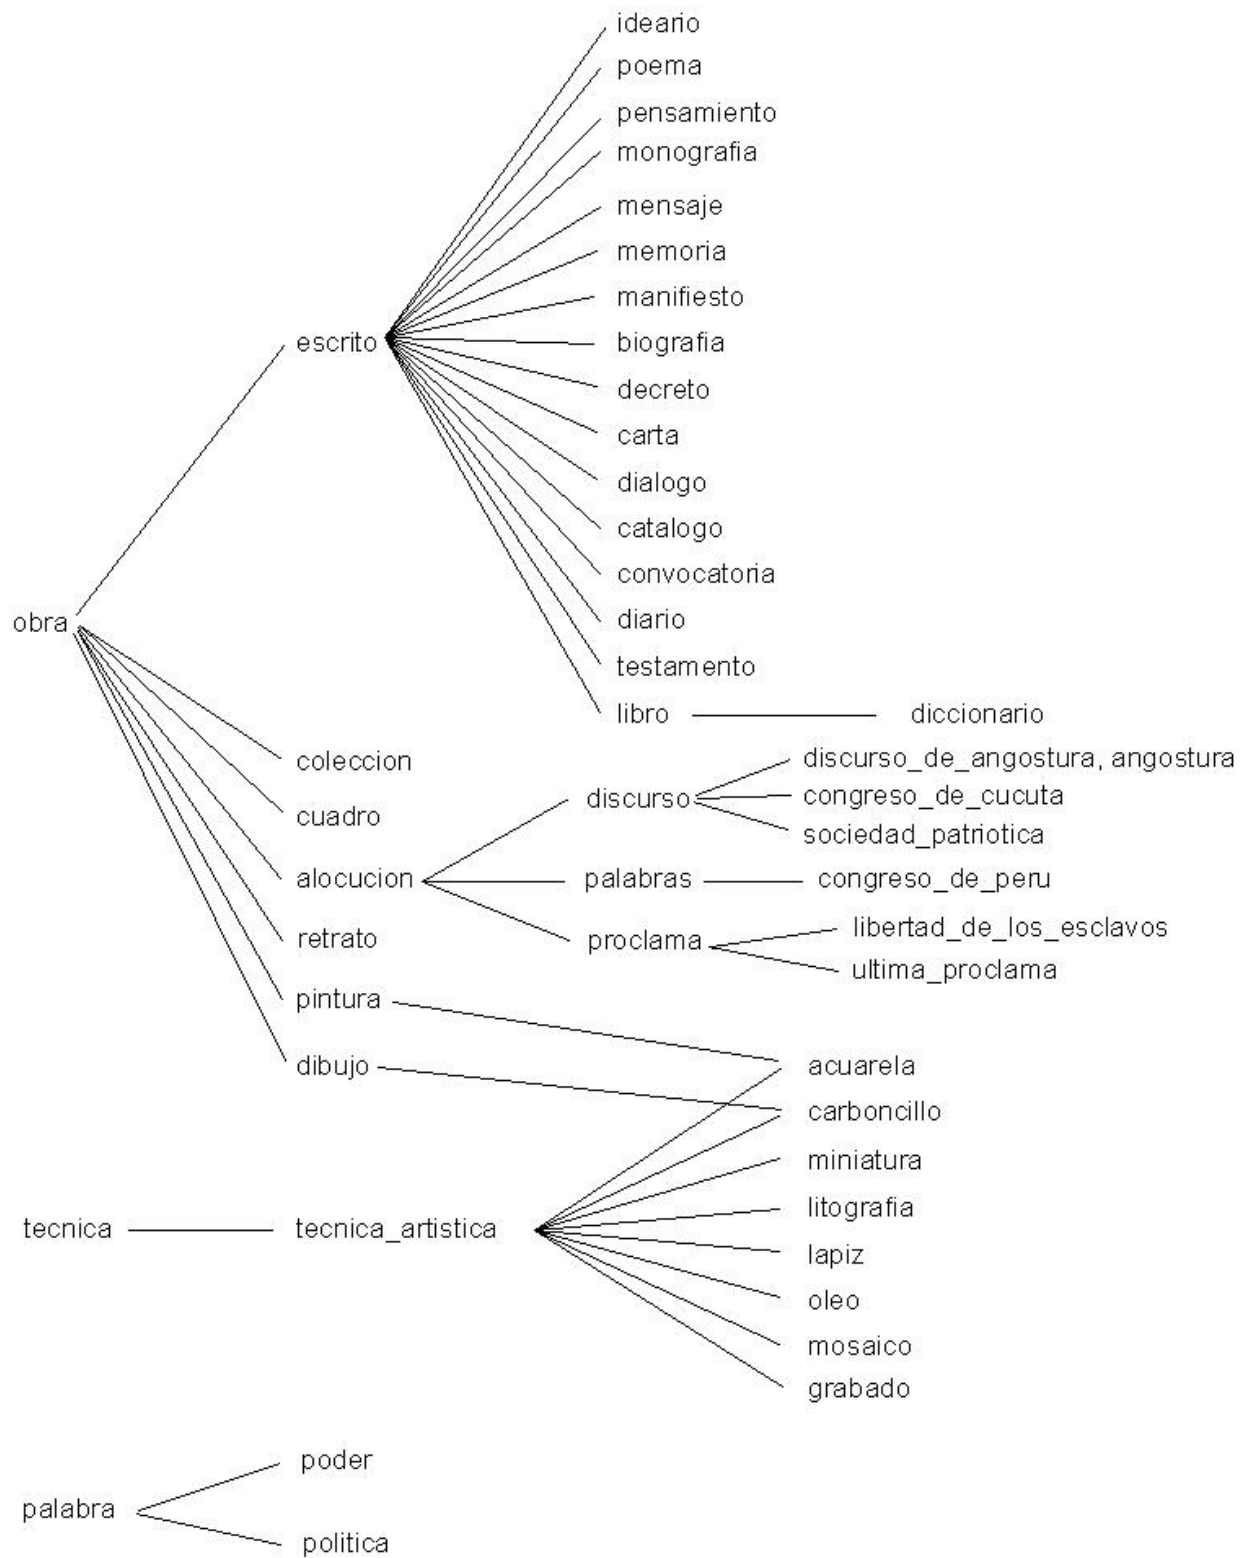 ideario
poema
pensamiento
monografia
mensaje
memoria
manifiesto
escrito
biografia
decreto
carta
dialogo
catalogo
convocatoria
obra
diario
testamento
libro
diccionario
coleccion
discurso_de_angostura, angostura
discurso
congreso_de_cucuta
cuadro
sociedad_patriotica
alocucion
palabras
congreso_de_peru
retrato
proclama
libertad_de_los_esclavos
ultima_proclama
pintura
dibujo
acuarela
carboncillo
miniatura
litografia
tecnica
tecnica_artistica
lapiz
oleo
mosaico
grabado
poder
palabra
politica